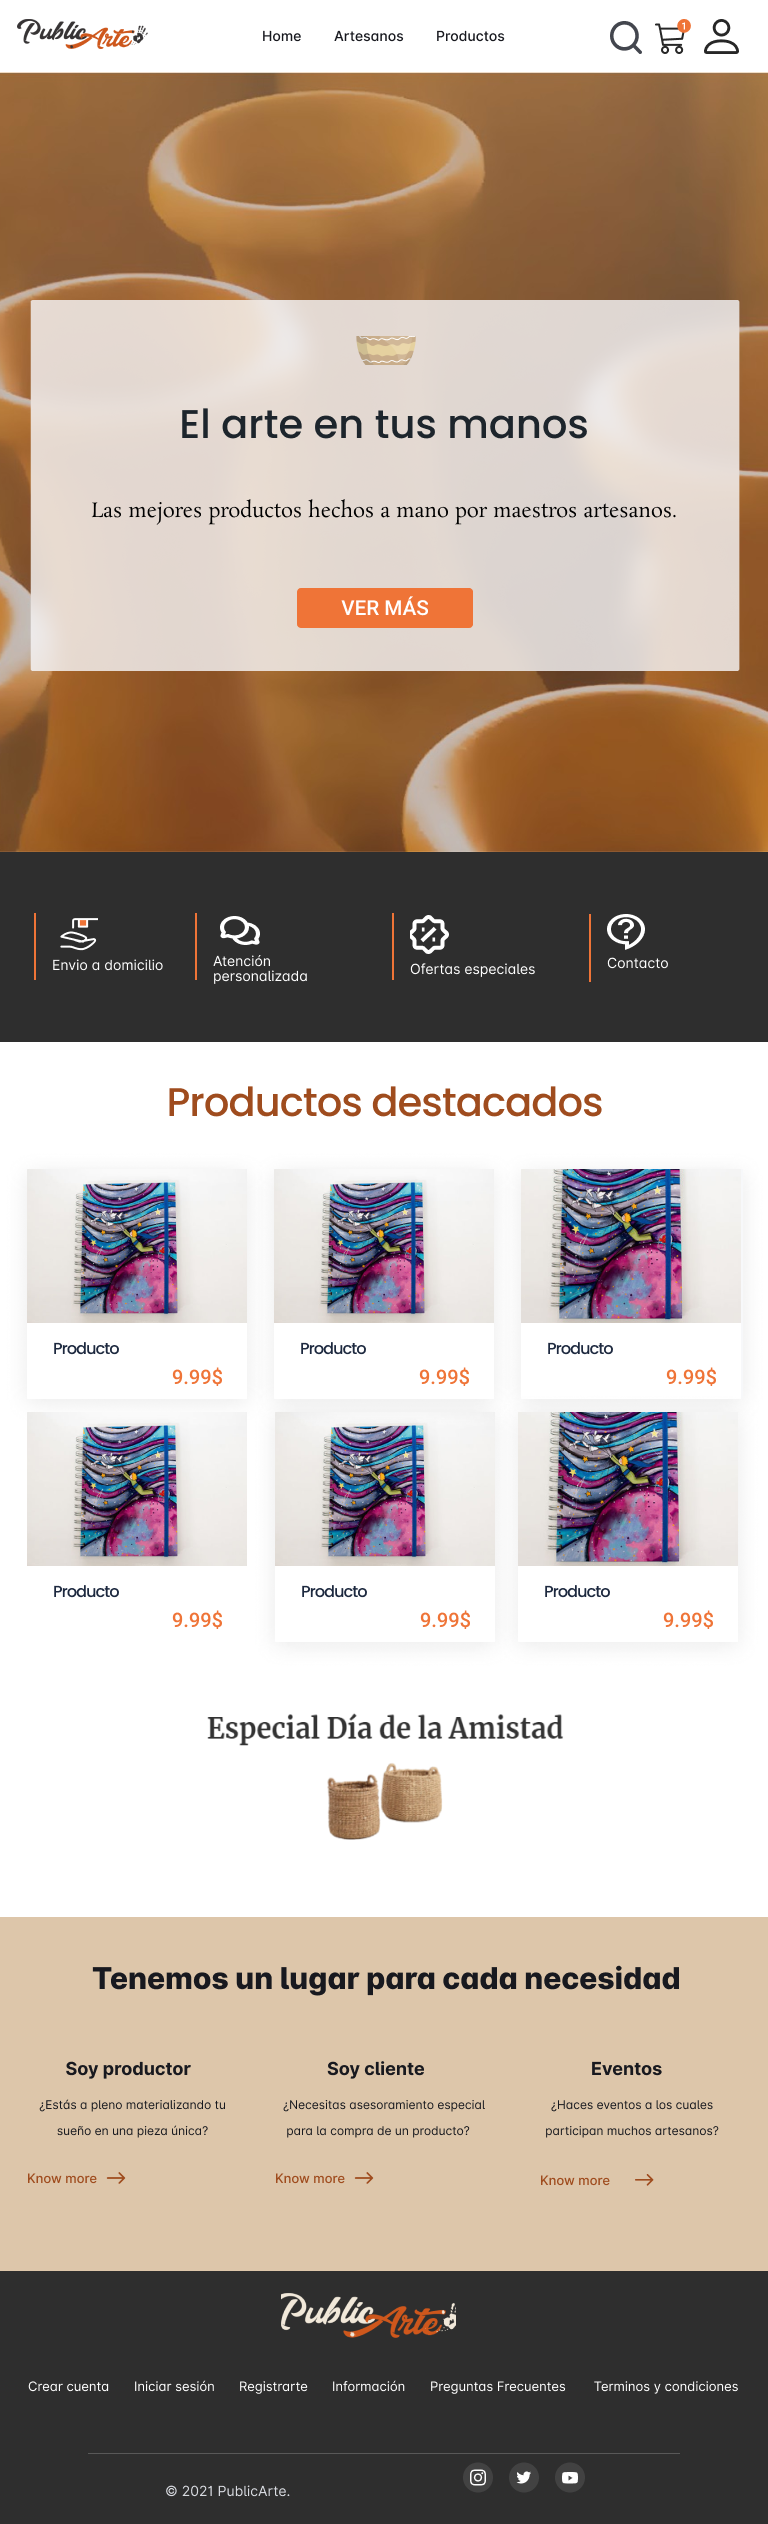 PublicArte
Home Artesanos Productos
1
El arte en tus manos
Las mejores productos hechos a mano por maestros artesanos.
VER MÁS
Envio a domicilio
Atención
personalizada
Ofertas especiales
Contacto
Productos destacados
Producto
9.99$
Producto
9.99$
Producto
9.99$
Producto
9.99$
Producto
9.99$
Producto
9.99$
Especial Día de la Amistad
Tenemos un lugar para cada necesidad
Soy productor
¿Estás a pleno materializando tu
sueño en una pieza única?
Know more
Soy cliente
¿Necesitas asesoramiento especial
para la compra de un producto?
Know more
Eventos
¿Haces eventos a los cuales
participan muchos artesanos?
Know more
PublicArte
Crear cuenta Iniciar sesión Registrarte Información Preguntas Frecuentes Terminos y condiciones
© 2021 PublicArte.